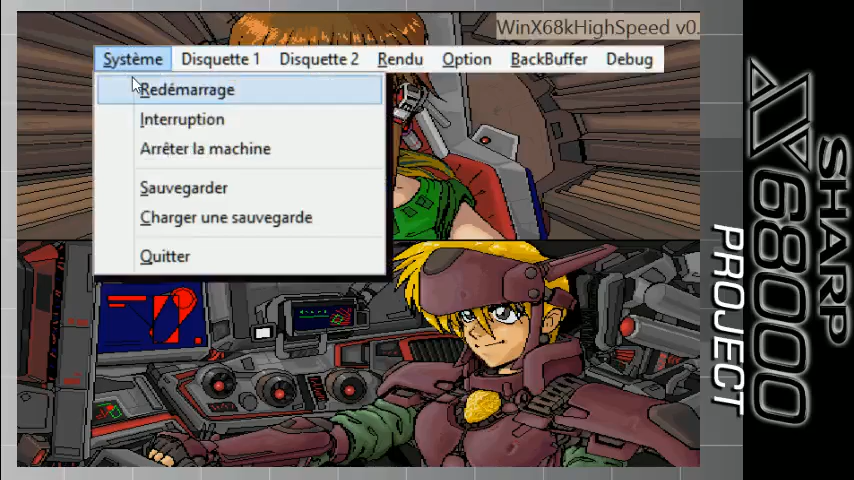 WinX68kHighSpeed v0.
Système Disquette 1 Disquette 2 Rendu Option BackBuffer Debug
Redémarrage
Interruption
Arrêter la machine
Sauvegarder
Charger une sauvegarde
Quitter
SHARP
X68000
PROJECT